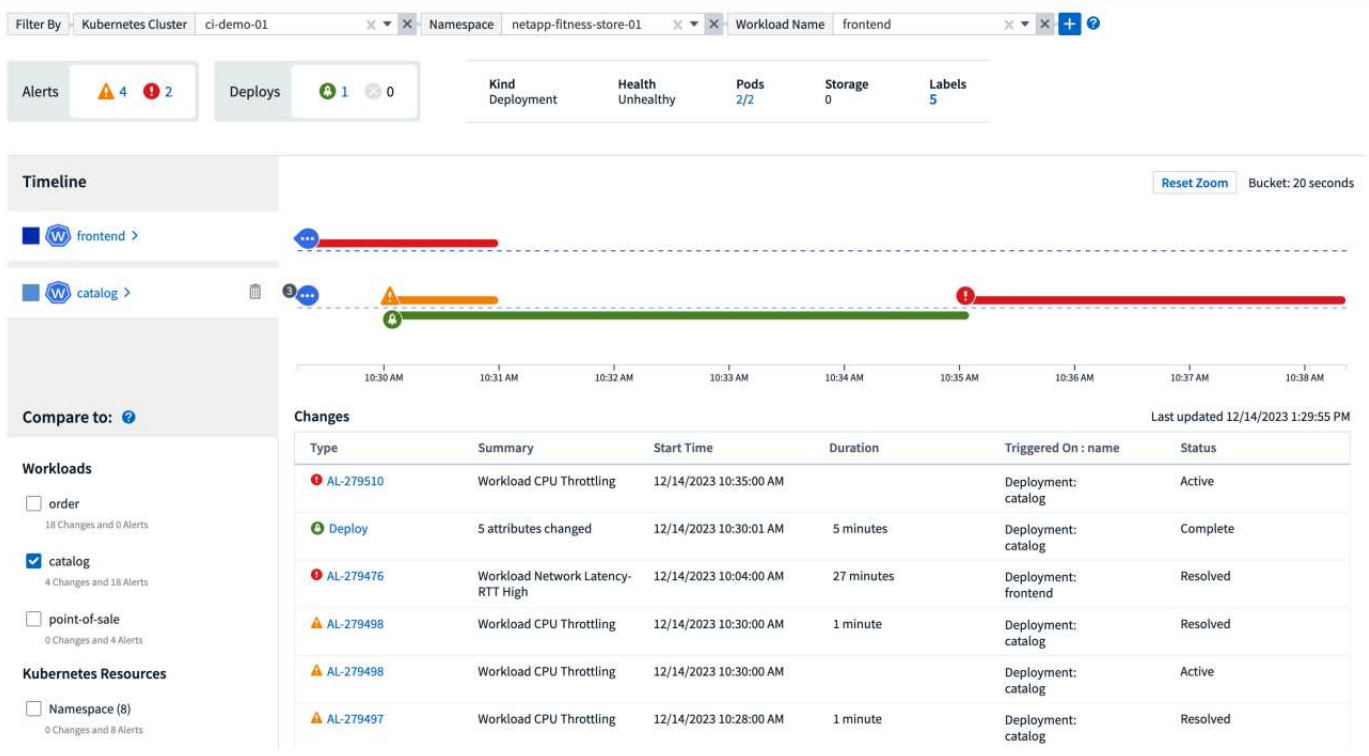 Filter By Kubernetes Cluster ci-demo-01 Namespace netapp-fitness-store-01 Workload Name frontend
Alerts 4 2 Deploys 1 0
Kind Health Pods Storage Labels
Deployment Unhealthy 2/2 0 5
Timeline
Reset Zoom Bucket: 20 seconds
W frontend >
W catalog > 3
10:30 AM 10:31 AM 10:32 AM 10:33 AM 10:34 AM 10:35 AM 10:36 AM 10:37 AM 10:38 AM
Compare to: ?
Workloads
order
18 Changes and 0 Alerts
catalog
4 Changes and 18 Alerts
point-of-sale
0 Changes and 4 Alerts
Kubernetes Resources
Namespace (8)
0 Changes and 8 Alerts
Changes Last updated 12/14/2023 1:29:55 PM
Type Summary Start Time Duration Triggered On : name Status
AL-279510 Workload CPU Throttling 12/14/2023 10:35:00 AM Deployment: Active
catalog
Deploy 5 attributes changed 12/14/2023 10:30:01 AM 5 minutes Deployment: Complete
catalog
AL-279476 Workload Network Latency- 12/14/2023 10:04:00 AM 27 minutes Deployment: Resolved
RTT High frontend
AL-279498 Workload CPU Throttling 12/14/2023 10:30:00 AM 1 minute Deployment: Resolved
catalog
AL-279498 Workload CPU Throttling 12/14/2023 10:30:00 AM Deployment: Active
catalog
AL-279497 Workload CPU Throttling 12/14/2023 10:28:00 AM 1 minute Deployment: Resolved
catalog